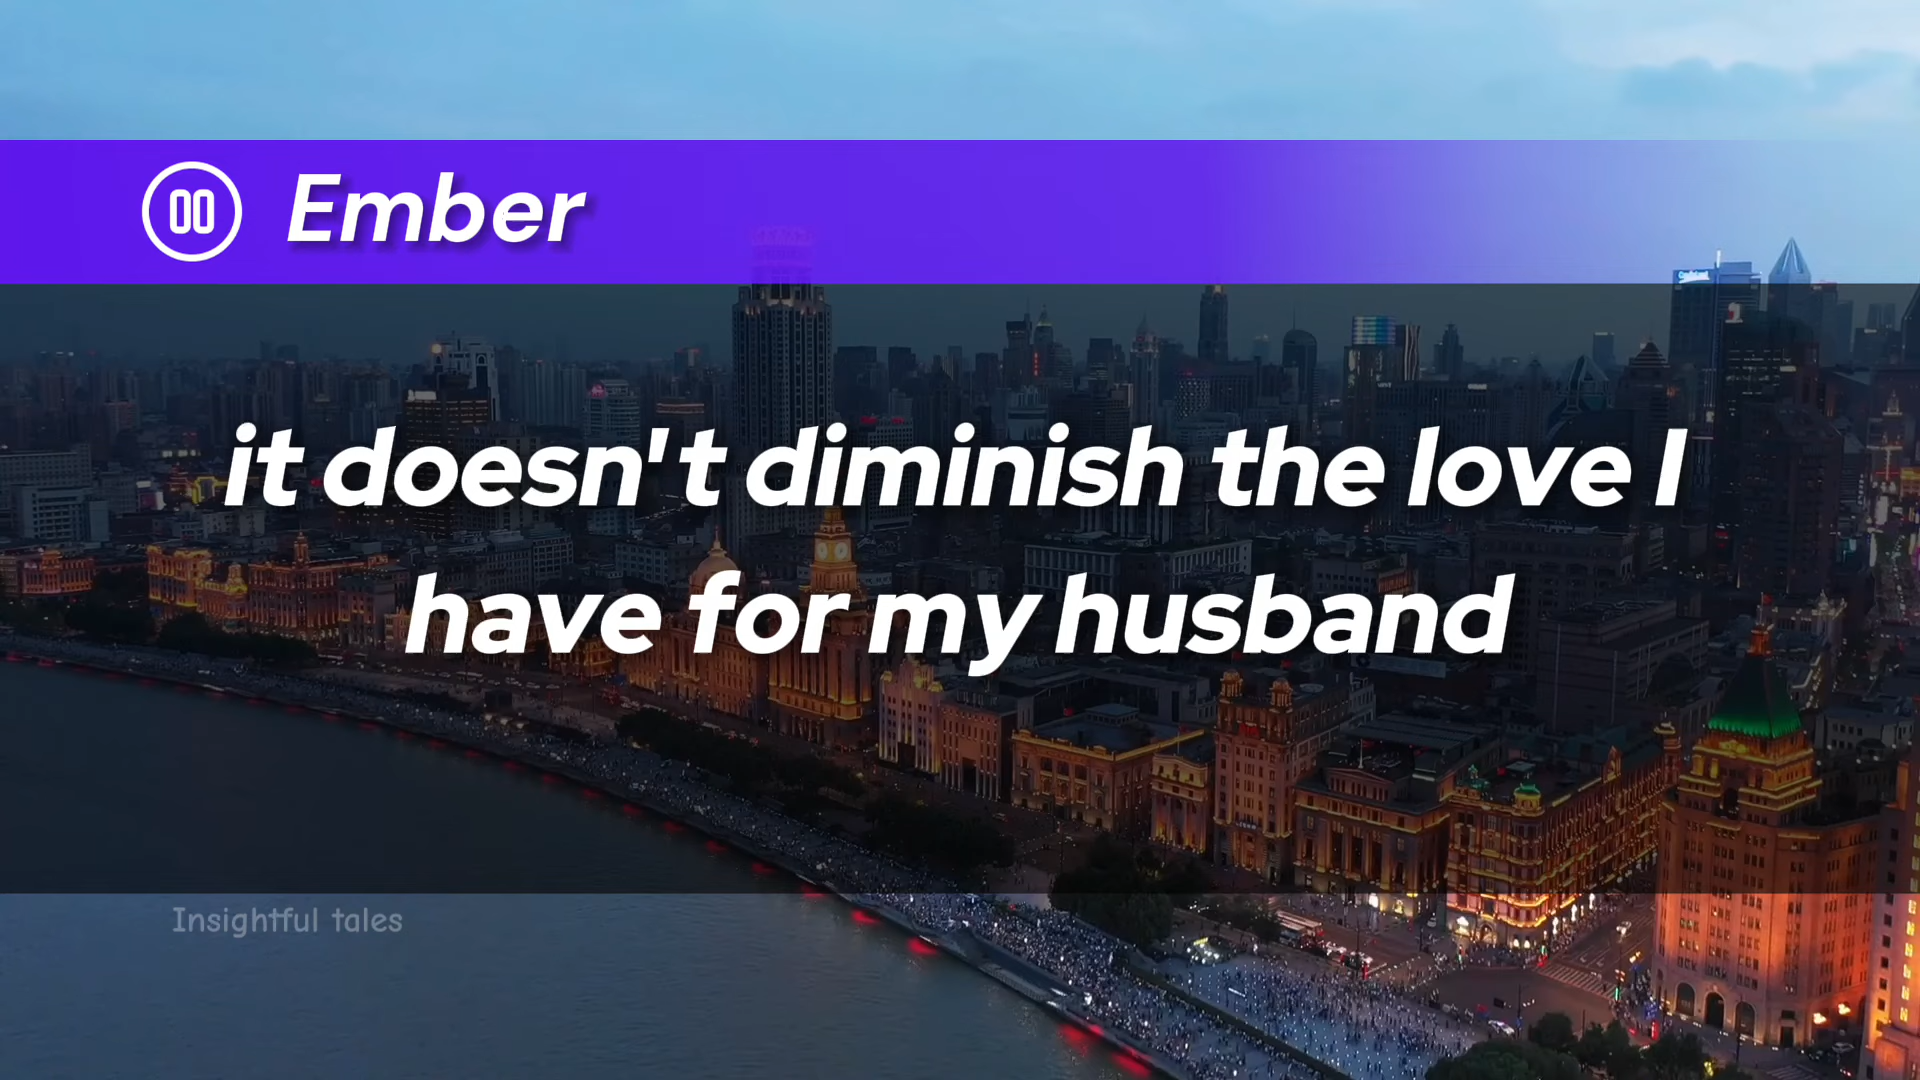 Ember
it doesn't diminish the love I
have for my husband
Insightful tales